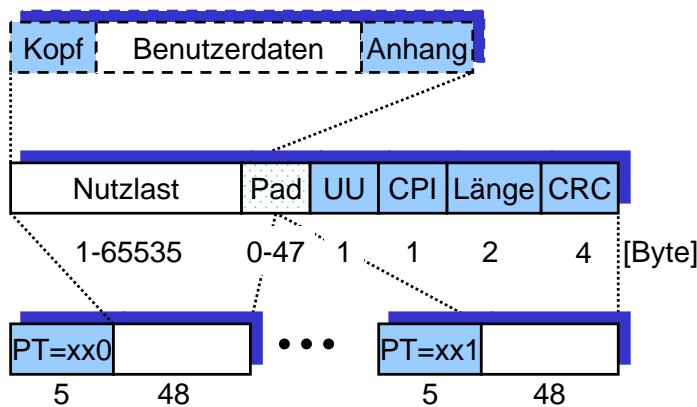 Kopf Benutzerdaten Anhang
Nutzlast Pad UU CPI Länge CRC
1-65535 0-47 1 1 2 4 [Byte]
PT=xx0 PT=xx1
5 48 5 48